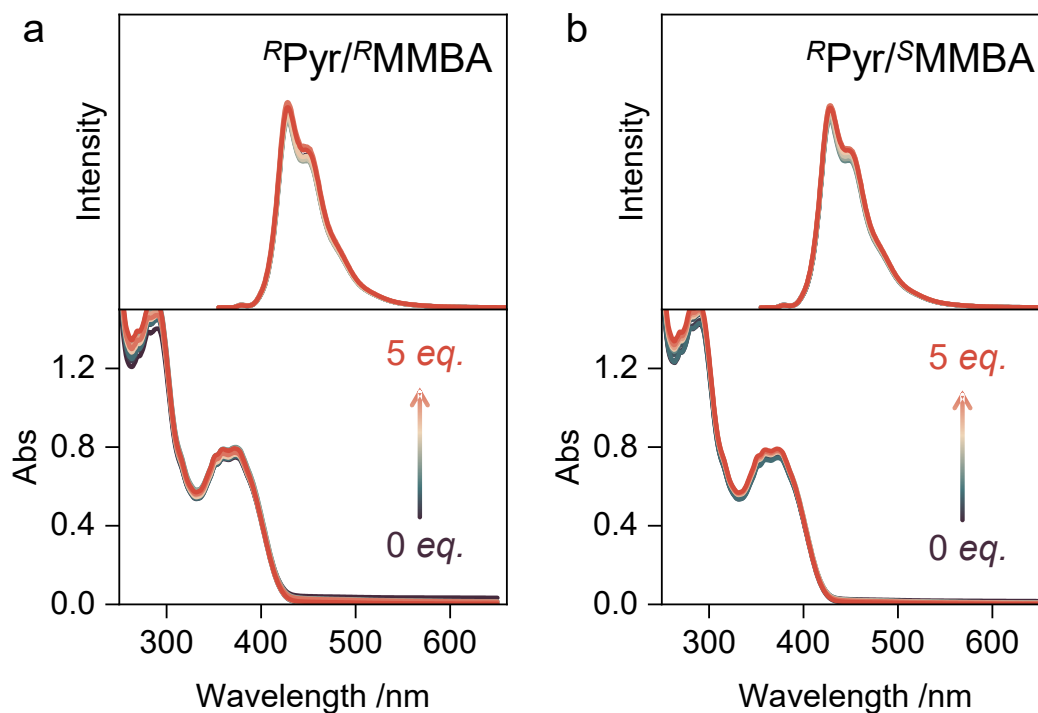 a
RPyr/RMMBA
Intensity
5 eq.
0 eq.
1.2
0.8
0.4
0.0
Abs
300 400 500 600
Wavelength /nm
b
RPyr/SMMBA
Intensity
5 eq.
0 eq.
1.2
0.8
0.4
0.0
Abs
300 400 500 600
Wavelength /nm